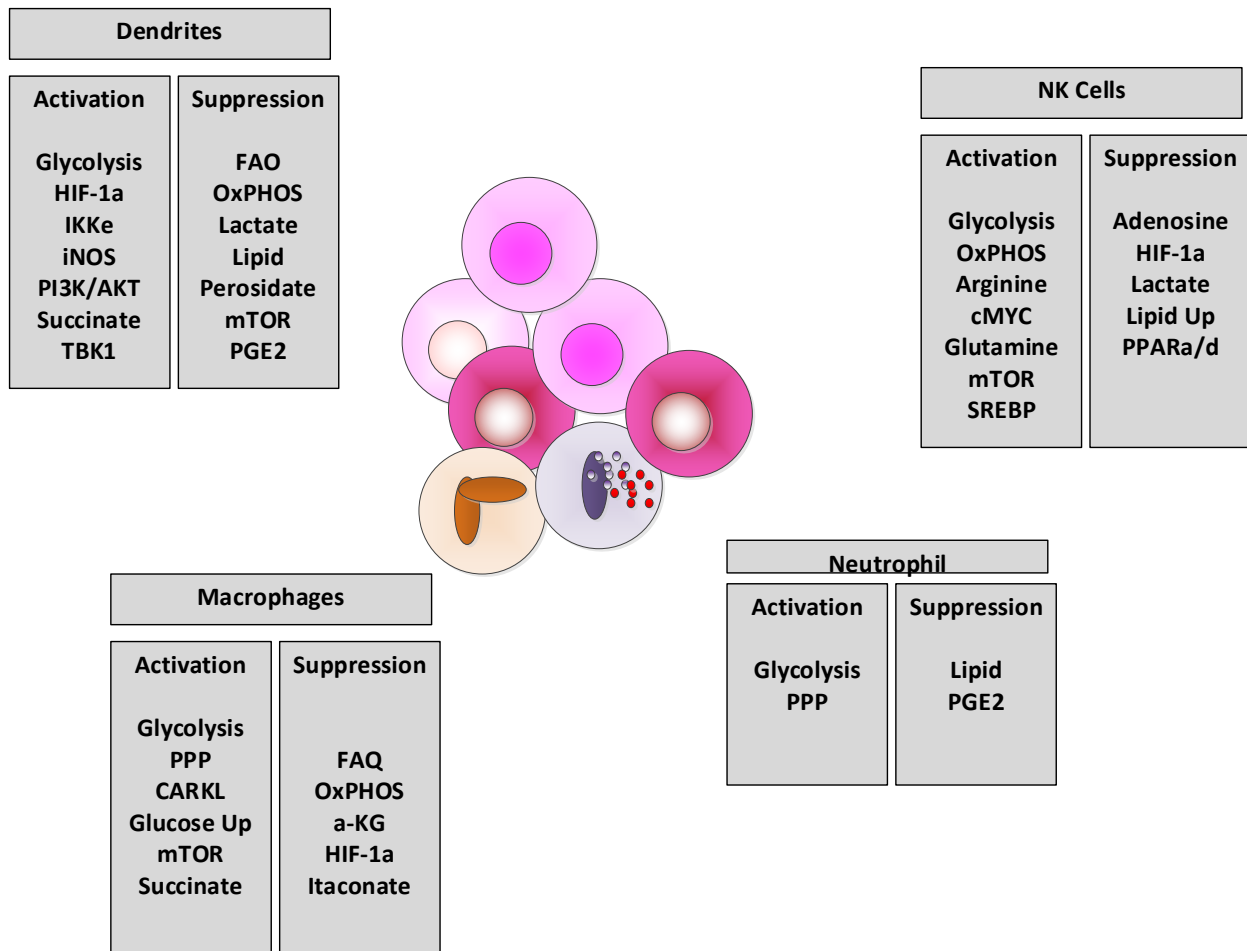 Dendrites
Activation
Glycolysis
HIF-1a
IKKe
iNOS
PI3K/AKT
Succinate
TBK1
Suppression
FAO
OxPHOS
Lactate
Lipid
Perosidate
mTOR
PGE2
NK Cells
Activation
Glycolysis
OxPHOS
Arginine
cMYC
Glutamine
mTOR
SREBP
Suppression
Adenosine
HIF-1a
Lactate
Lipid Up
PPARa/d
Macrophages
Activation
Glycolysis
PPP
CARKL
Glucose Up
mTOR
Succinate
Suppression
FAQ
OxPHOS
a-KG
HIF-1a
Itaconate
Neutrophil
Activation
Glycolysis
PPP
Suppression
Lipid
PGE2